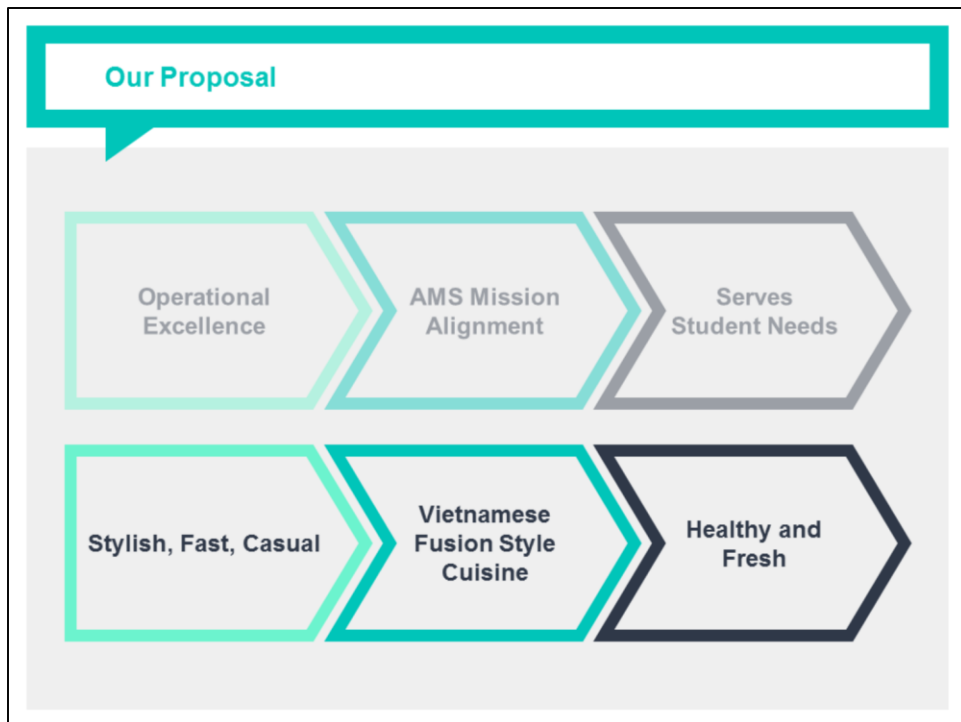 Our Proposal
Operational
Excellence
AMS Mission
Alignment
Serves
Student Needs
Stylish, Fast, Casual
Vietnamese
Fusion Style
Cuisine
Healthy and
Fresh